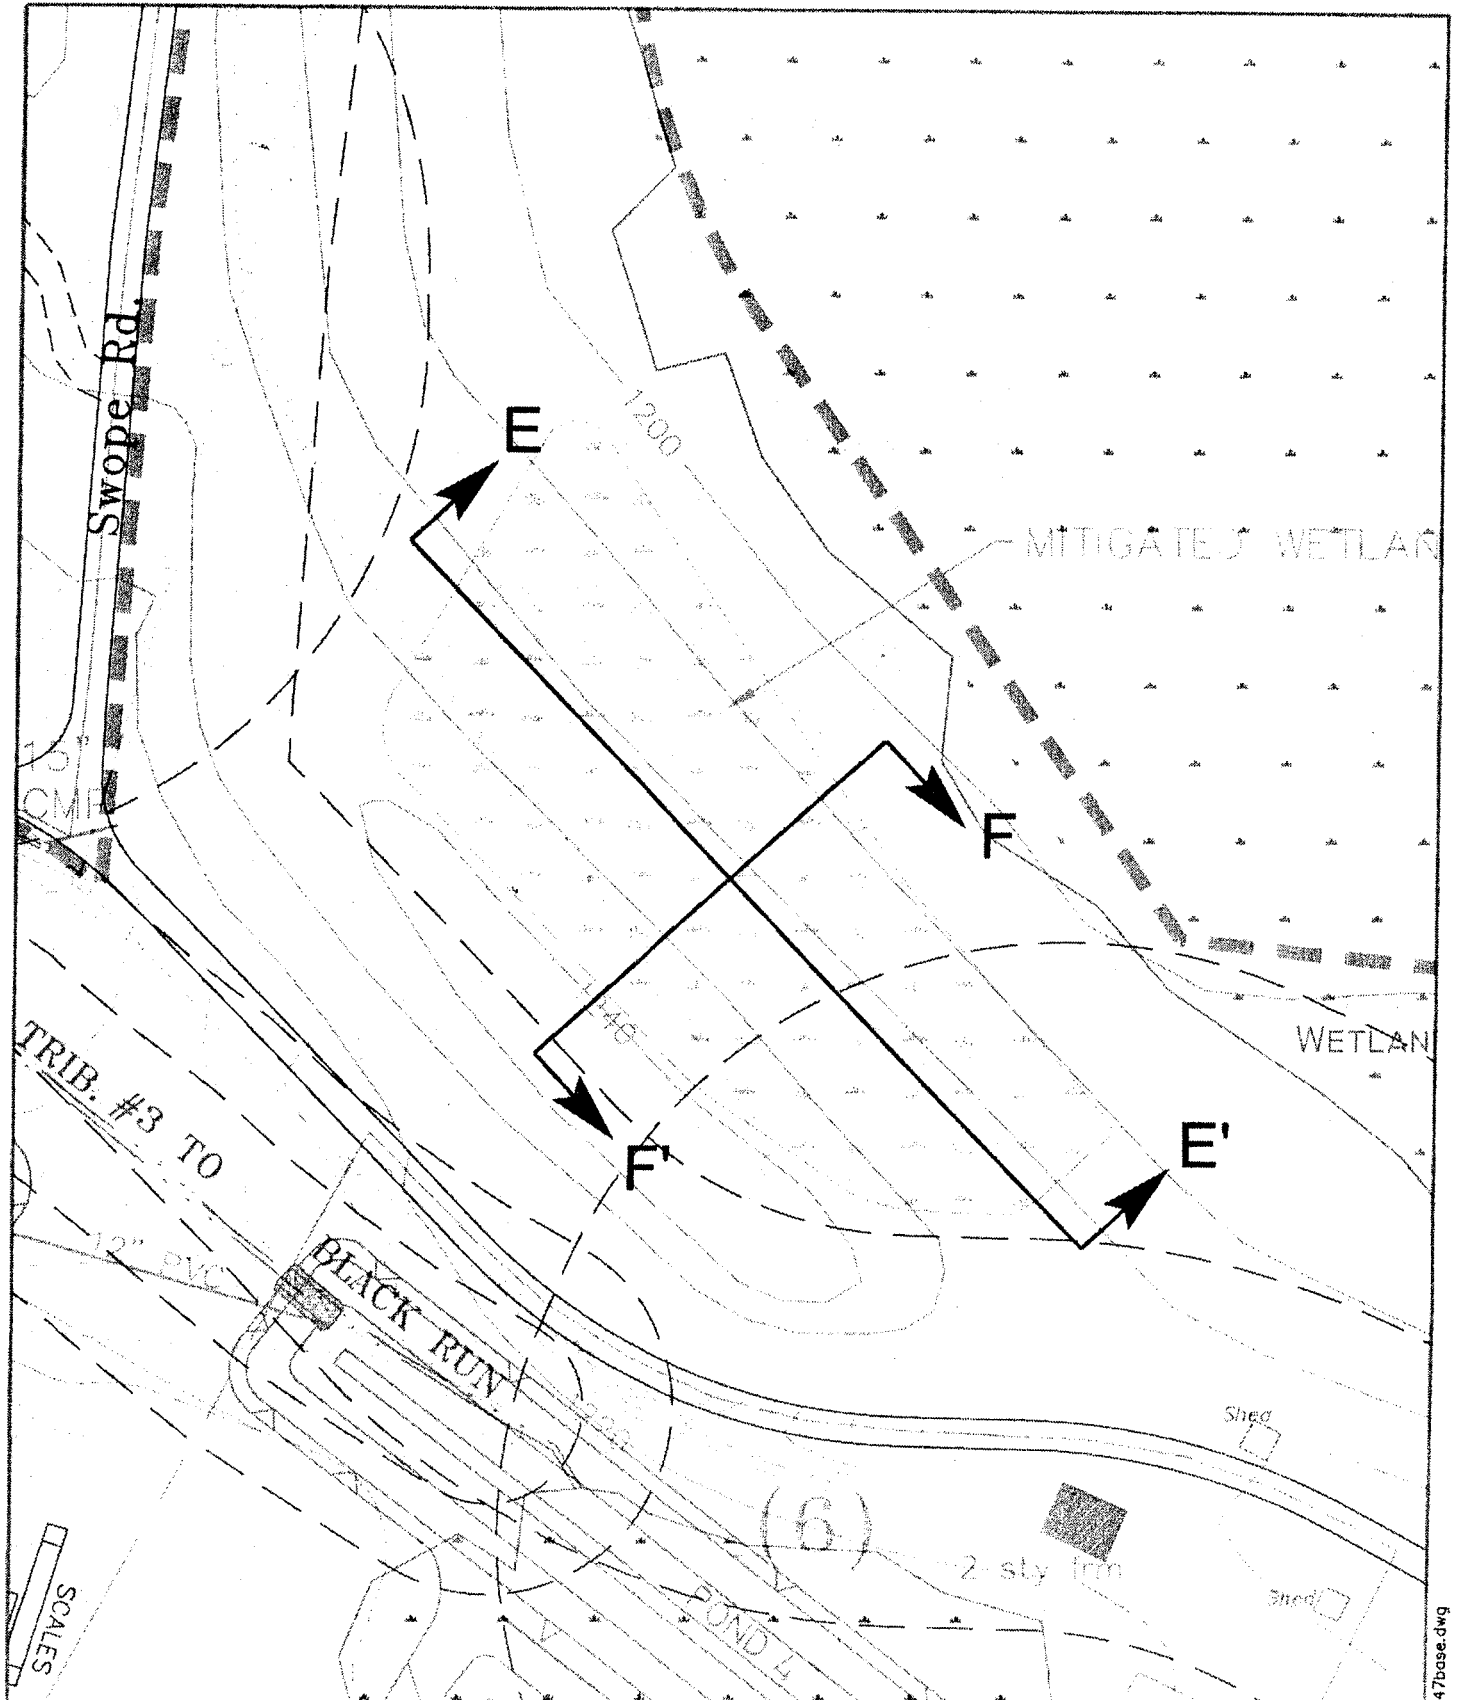 Swope Rd.
E
1200
MITIGATED WETLAN
15"
CMP
F
WETLAN
TRIB. #3 TO
F'
E'
12" PVC
BLACK RUN
Shed
(6)
2 sty frm
Shed
POND 4
SCALES
47base.dwg